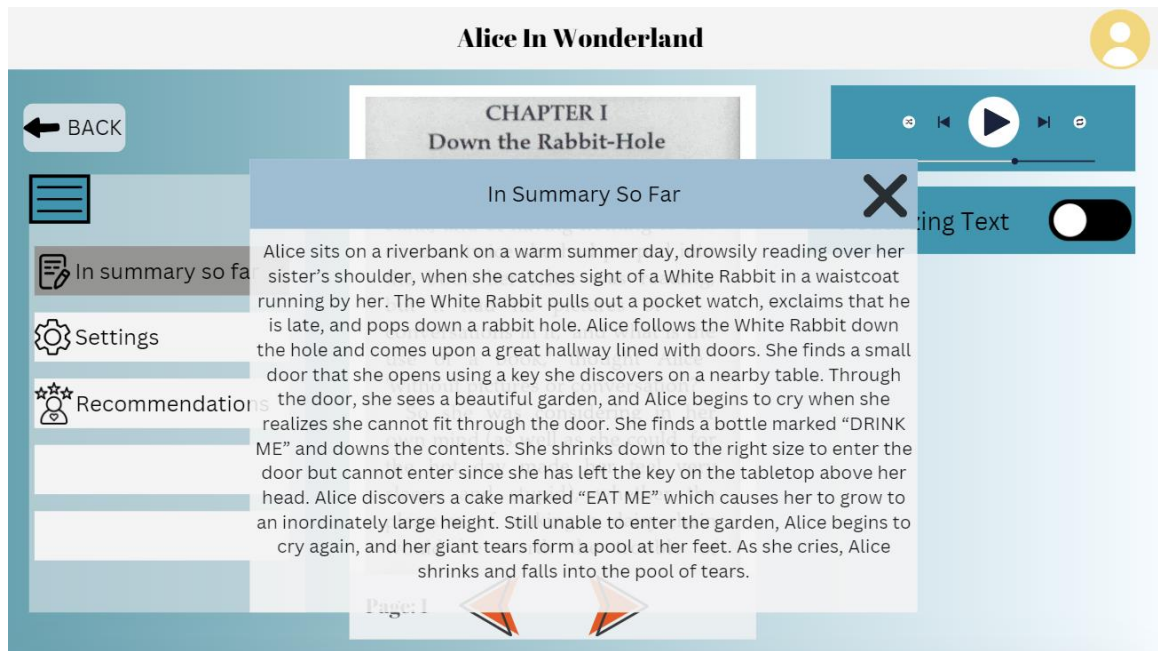 Alice In Wonderland
BACK
CHAPTER I
Down the Rabbit-Hole
In Summary So Far
ing Text
In summary so fa
Settings
Recommendations
Alice sits on a riverbank on a warm summer day, drowsily reading over her
sister’s shoulder, when she catches sight of a White Rabbit in a waistcoat
running by her. The White Rabbit pulls out a pocket watch, exclaims that he
is late, and pops down a rabbit hole. Alice follows the White Rabbit down
the hole and comes upon a great hallway lined with doors. She finds a small
door that she opens using a key she discovers on a nearby table. Through
the door, she sees a beautiful garden, and Alice begins to cry when she
realizes she cannot fit through the door. She finds a bottle marked “DRINK
ME” and downs the contents. She shrinks down to the right size to enter the
door but cannot enter since she has left the key on the tabletop above her
head. Alice discovers a cake marked “EAT ME” which causes her to grow to
an inordinately large height. Still unable to enter the garden, Alice begins to
cry again, and her giant tears form a pool at her feet. As she cries, Alice
shrinks and falls into the pool of tears.
Page: 1